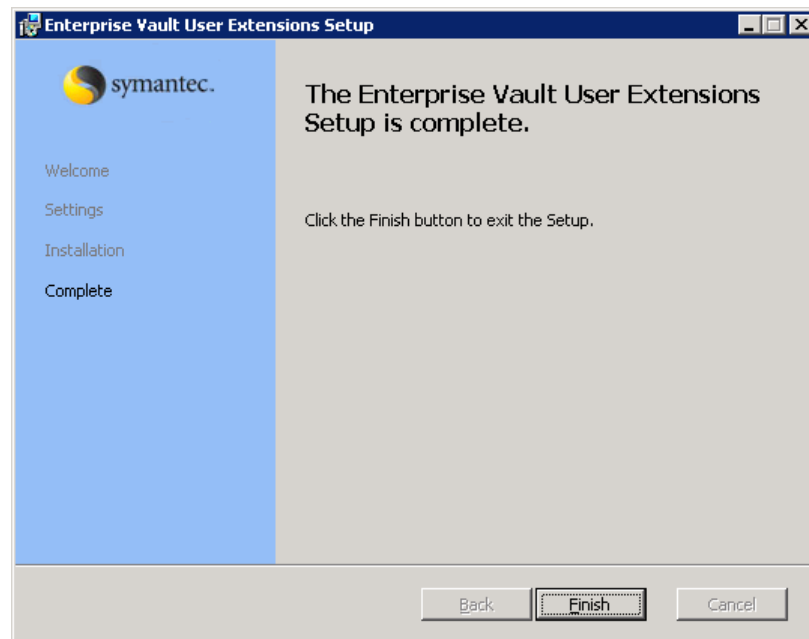 Enterprise Vault User Extensions Setup
symantec.
Welcome
Settings
Installation
Complete
The Enterprise Vault User Extensions
Setup is complete.
Click the Finish button to exit the Setup.
Back
Finish
Cancel